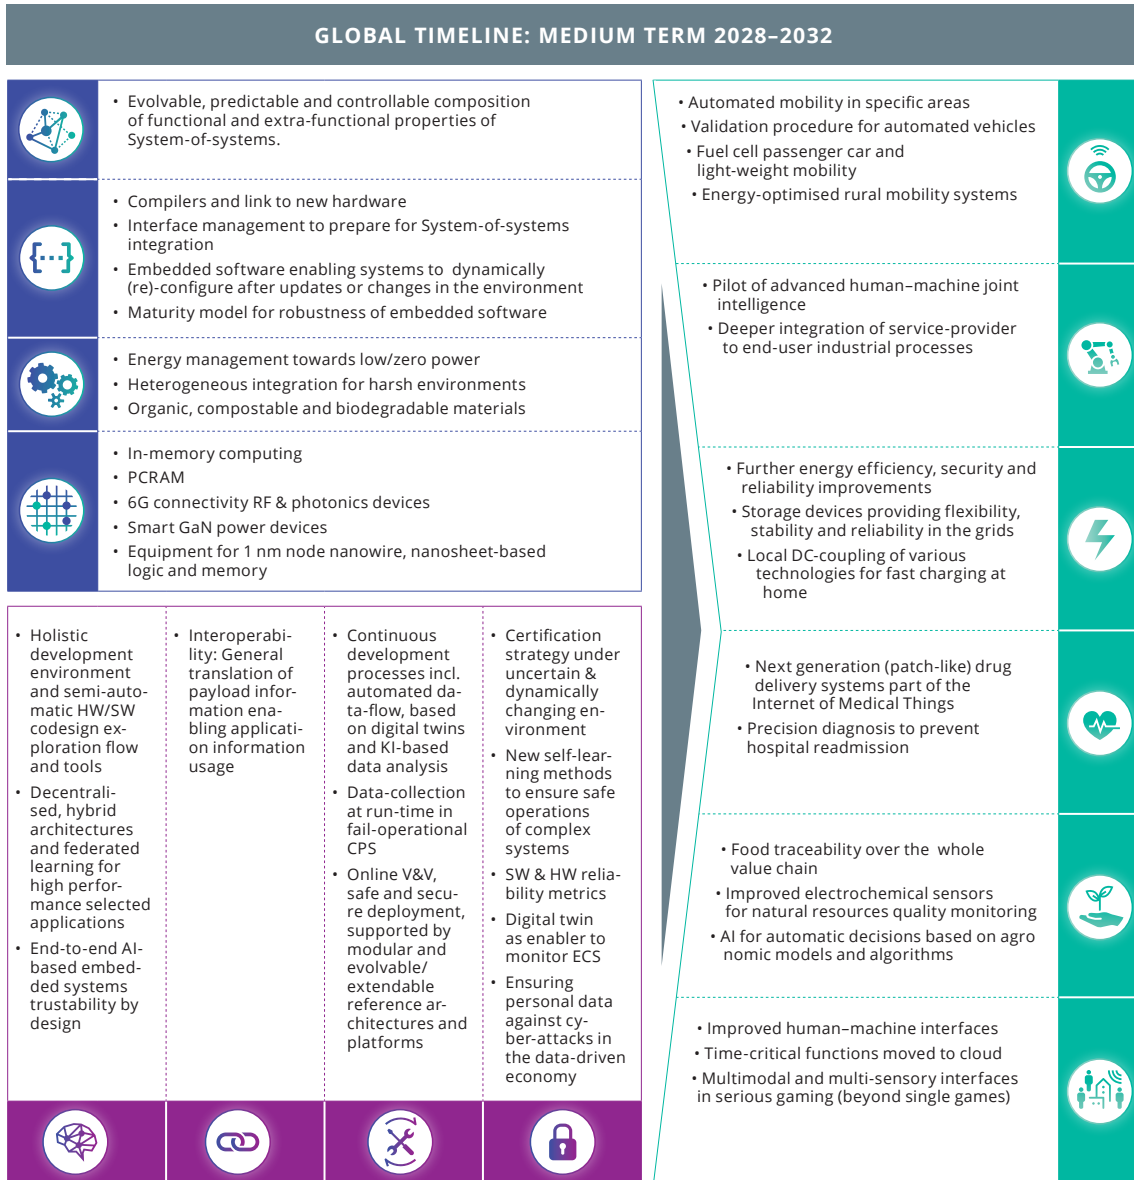 GLOBAL TIMELINE: MEDIUM TERM 2028–2032
• Evolvable, predictable and controllable composition
of functional and extra-functional properties of
System-of-systems.
• Compilers and link to new hardware
• Interface management to prepare for System-of-systems
integration
• Embedded software enabling systems to dynamically
(re)-configure after updates or changes in the environment
• Maturity model for robustness of embedded software
• Energy management towards low/zero power
• Heterogeneous integration for harsh environments
• Organic, compostable and biodegradable materials
• In-memory computing
• PCRAM
• 6G connectivity RF & photonics devices
• Smart GaN power devices
• Equipment for 1 nm node nanowire, nanosheet-based
logic and memory
• Holistic
development
environment
and semi-auto-
matic HW/SW
codesign ex-
ploration flow
and tools
• Decentrali-
sed, hybrid
architectures
and federated
learning for
high perfor-
mance selected
applications
• End-to-end AI-
based embed-
ded systems
trustability by
design
• Interoperabi-
lity: General
translation of
payload infor-
mation ena-
bling applicati-
on information
usage
• Continuous
development
processes incl.
automated da-
ta-flow, based
on digital twins
and KI-based
data analysis
• Data-collection
at run-time in
fail-operational
CPS
• Online V&V,
safe and secu-
re deployment,
supported by
modular and
evolvable/
extendable
reference ar-
chitectures and
platforms
• Certification
strategy under
uncertain &
dynamically
changing en-
vironment
• New self-lear-
ning methods
to ensure safe
operations
of complex
systems
• SW & HW relia-
bility metrics
• Digital twin
as enabler to
monitor ECS
• Ensuring
personal data
against cy-
ber-attacks in
the data-driven
economy
• Automated mobility in specific areas
• Validation procedure for automated vehicles
• Fuel cell passenger car and
light-weight mobility
• Energy-optimised rural mobility systems
• Pilot of advanced human–machine joint
intelligence
• Deeper integration of service-provider
to end-user industrial processes
• Further energy efficiency, security and
reliability improvements
• Storage devices providing flexibility,
stability and reliability in the grids
• Local DC-coupling of various
technologies for fast charging at
home
• Next generation (patch-like) drug
delivery systems part of the
Internet of Medical Things
• Precision diagnosis to prevent
hospital readmission
• Food traceability over the whole
value chain
• Improved electrochemical sensors
for natural resources quality monitoring
• AI for automatic decisions based on agro
nomic models and algorithms
• Improved human–machine interfaces
• Time-critical functions moved to cloud
• Multimodal and multi-sensory interfaces
in serious gaming (beyond single games)